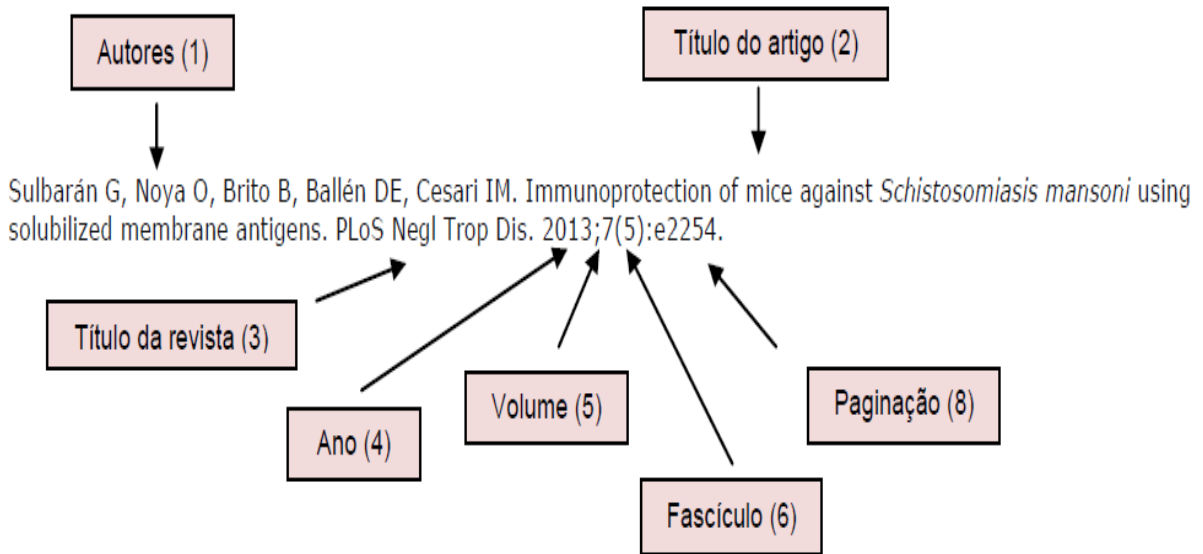 Autores (1)
Título do artigo (2)
Sulbarán G, Noya O, Brito B, Ballén DE, Cesari IM. Immunoprotection of mice against Schistosomiasis mansoni using
solubilized membrane antigens. PLoS Negl Trop Dis. 2013;7(5):e2254.
Título da revista (3)
Ano (4)
Volume (5)
Fascículo (6)
Paginação (8)